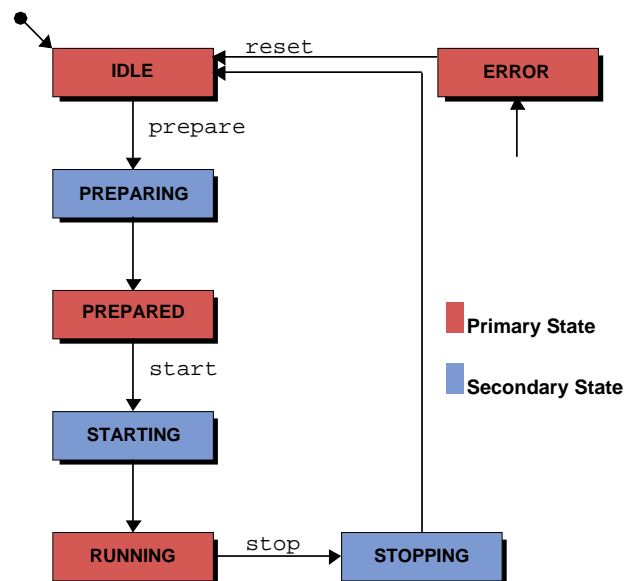 reset
IDLE
ERROR
prepare
PREPARING
PREPARED
Primary State
start
Secondary State
STARTING
RUNNING
stop
STOPPING